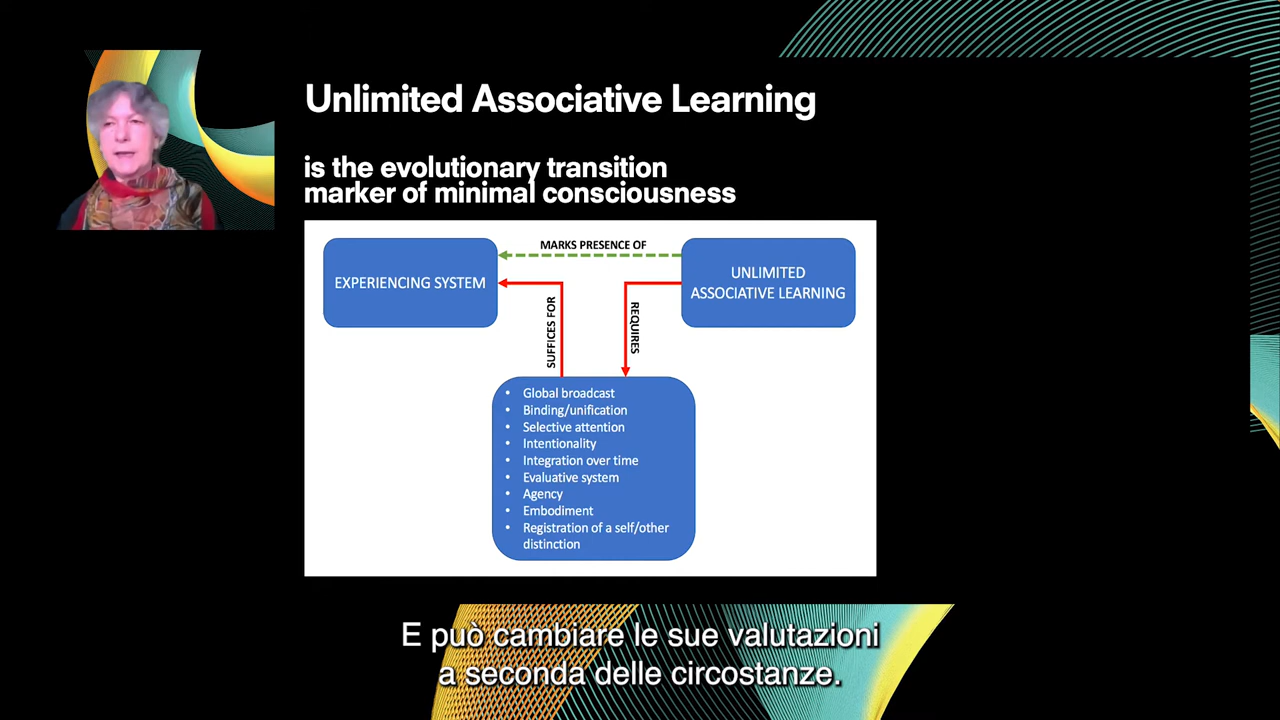 Unlimited Associative Learning
is the evolutionary transition
marker of minimal consciousness
MARKS PRESENCE OF
EXPERIENCING SYSTEM
UNLIMITED
ASSOCIATIVE LEARNING
SUFFICES FOR
REQUIRES
• Global broadcast
• Binding/unification
• Selective attention
• Intentionality
• Integration over time
• Evaluative system
• Agency
• Embodiment
• Registration of a self/other
distinction
E può cambiare le sue valutazioni
a seconda delle circostanze.